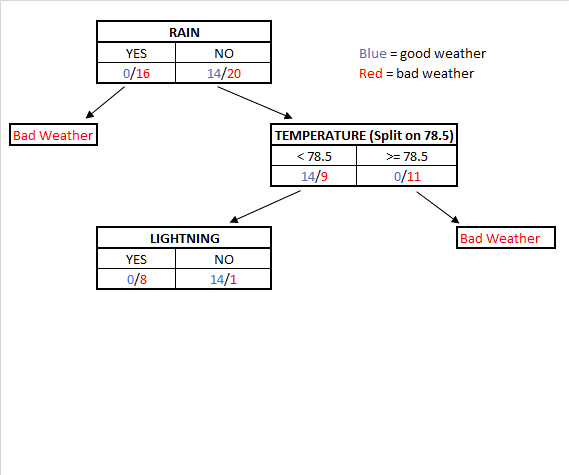 RAIN
YES NO
0/16 14/20
Blue = good weather
Red = bad weather
Bad Weather
TEMPERATURE (Split on 78.5)
< 78.5 >= 78.5
14/9 0/11
LIGHTNING
YES NO
0/8 14/1
Bad Weather